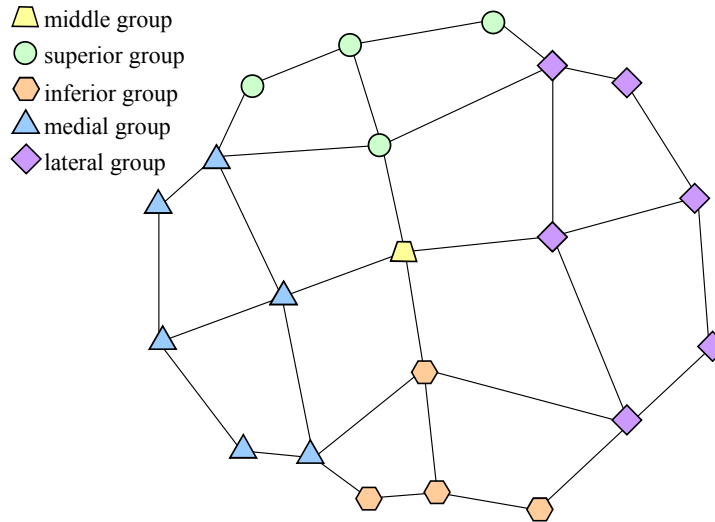 middle group
superior group
inferior group
medial group
lateral group